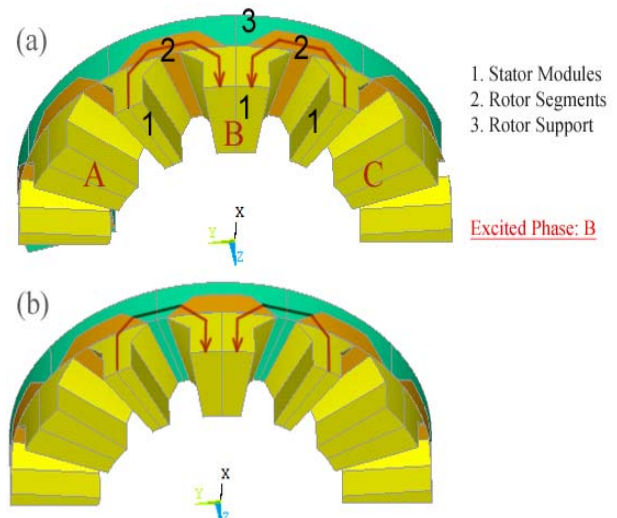 (a)
3
2
2
1
1
1
A
B
C
X
Y
Z
1. Stator Modules
2. Rotor Segments
3. Rotor Support
Excited Phase: B
(b)
X
Y
Z